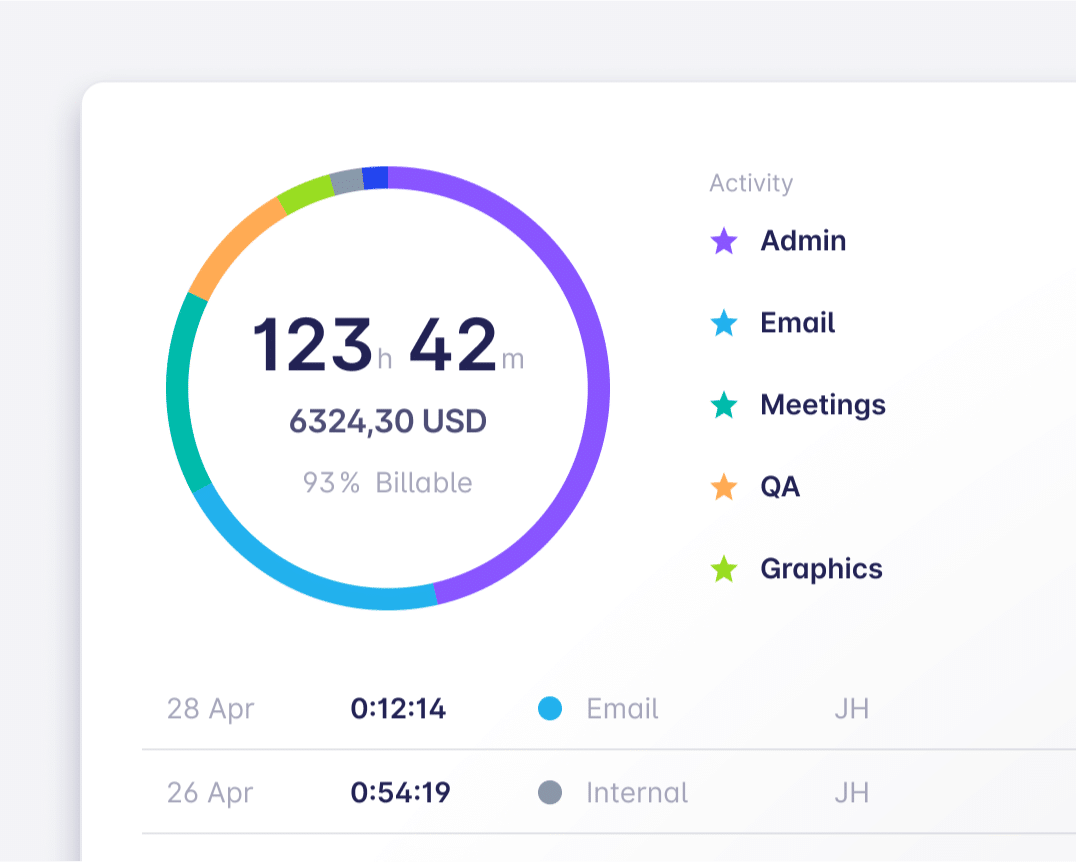 123h 42m
6324,30 USD
93% Billable
Activity
Admin
Email
Meetings
QA
Graphics
28 Apr 0:12:14 Email JH
26 Apr 0:54:19 Internal JH